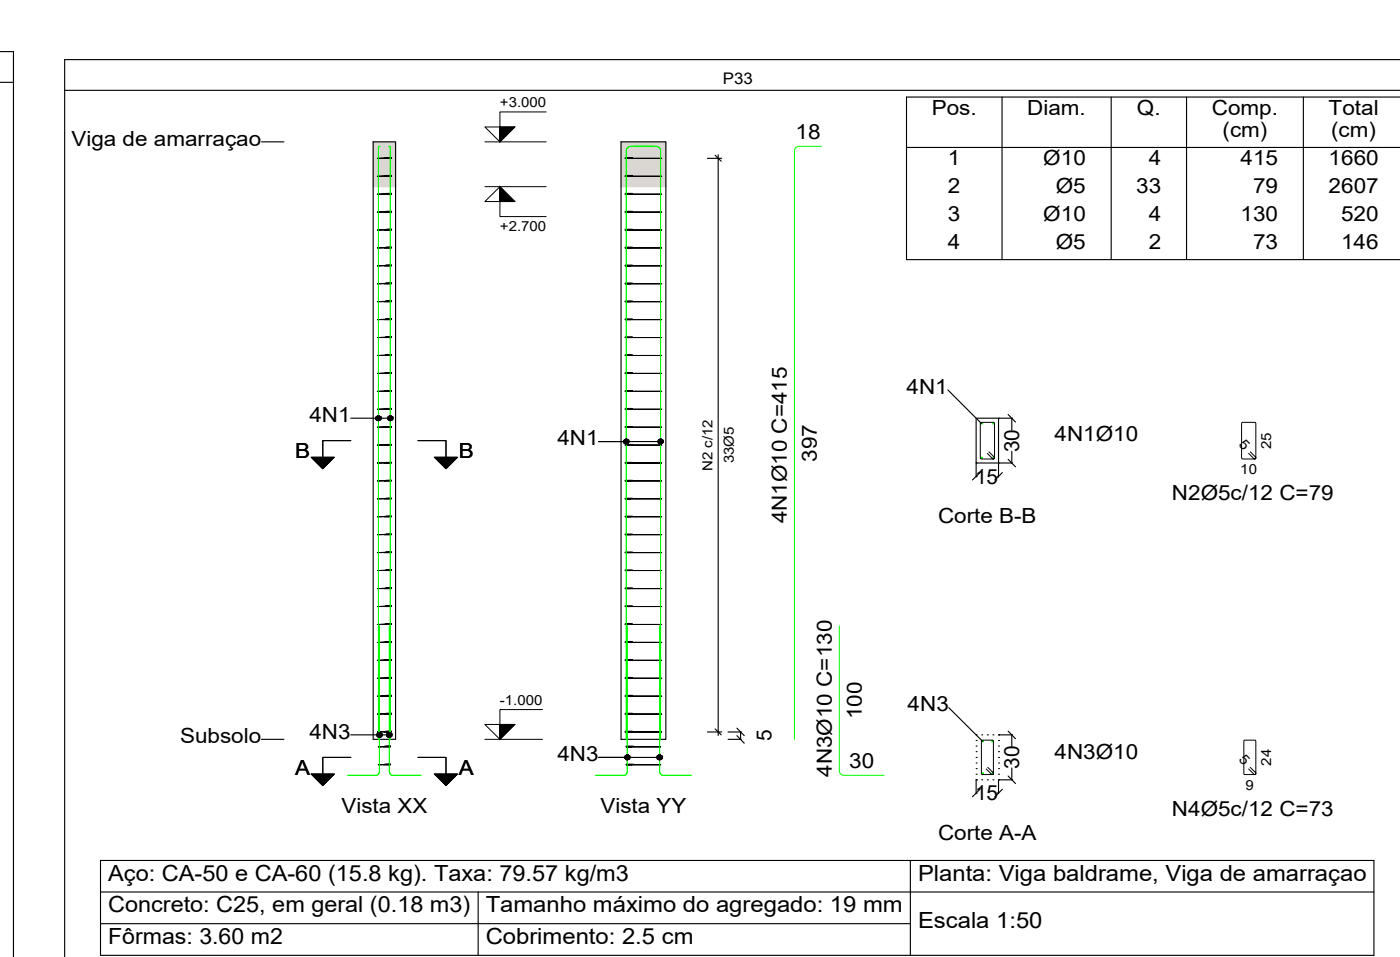 P33
Viga de amarraçao
+3.000
+2.700
4N1
B
B
4N1
N2 c/12
33Ø5
18
4N1Ø10 C=415
397
Subsolo
-1.000
4N3
A
A
4N3
5
4N3Ø10 C=130
100
30
Vista XX
Vista YY
Pos. Diam. Q. Comp. (cm) Total (cm)
1 Ø10 4 415 1660
2 Ø5 33 79 2607
3 Ø10 4 130 520
4 Ø5 2 73 146
4N1
30
15
4N1Ø10
Corte B-B
5
25
10
N2Ø5c/12 C=79
4N3
30
15
4N3Ø10
Corte A-A
5
24
9
N4Ø5c/12 C=73
Aço: CA-50 e CA-60 (15.8 kg). Taxa: 79.57 kg/m3
Concreto: C25, em geral (0.18 m3) Tamanho máximo do agregado: 19 mm
Fôrmas: 3.60 m2 Cobrimento: 2.5 cm
Planta: Viga baldrame, Viga de amarraçao
Escala 1:50